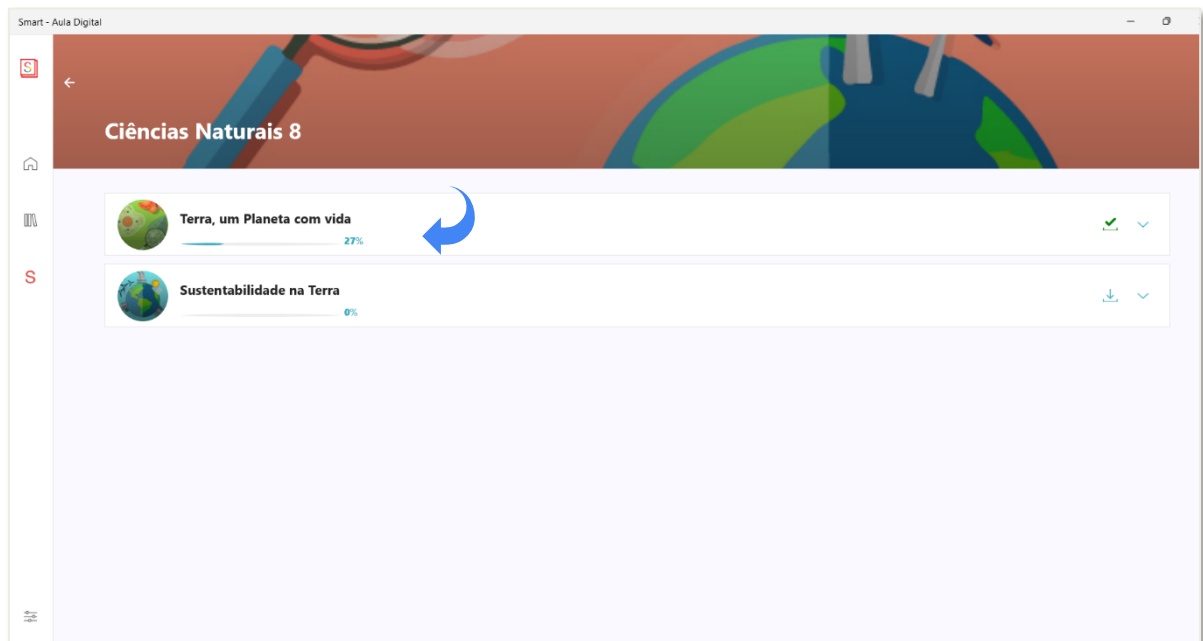 Smart - Aula Digital
S
Ciências Naturais 8
Terra, um Planeta com vida
27%
S
Sustentabilidade na Terra
0%